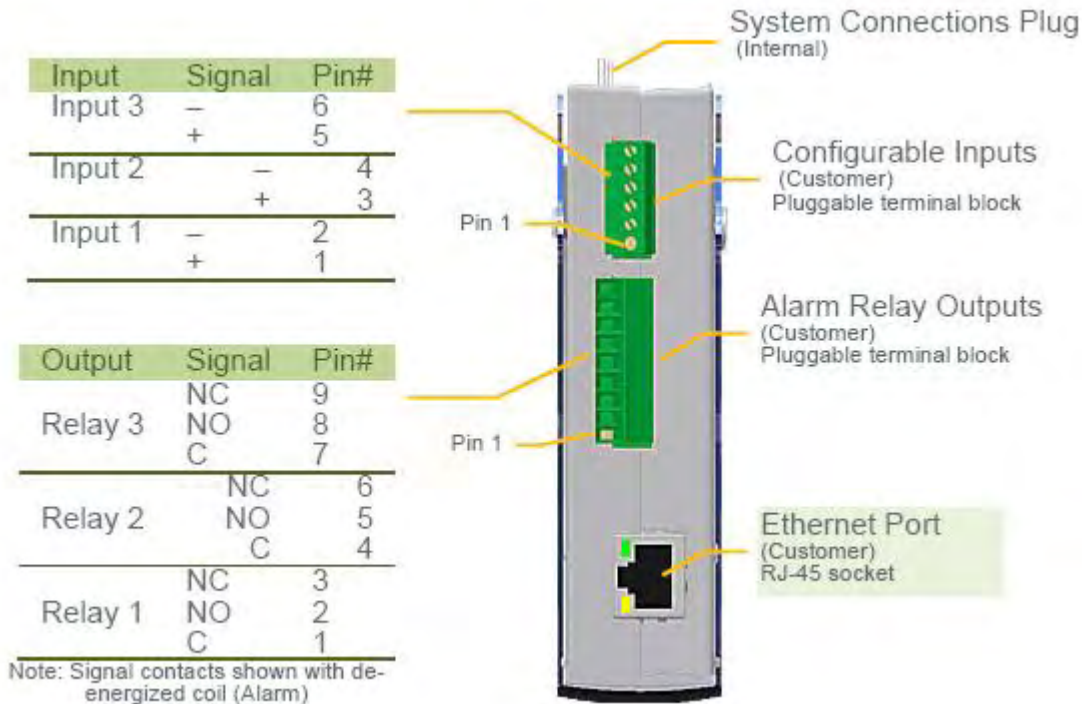 System Connections Plug
(Internal)
Input Signal Pin#
Input 3 – 6
+ 5
Input 2 – 4
+ 3
Input 1 – 2
+ 1
Configurable Inputs
(Customer)
Pluggable terminal block
Pin 1
Alarm Relay Outputs
(Customer)
Pluggable terminal block
Output Signal Pin#
NC 9
Relay 3 NO 8
C 7
NC 6
Relay 2 NO 5
C 4
NC 3
Relay 1 NO 2
C 1
Note: Signal contacts shown with de-
energized coil (Alarm)
Pin 1
Ethernet Port
(Customer)
RJ-45 socket